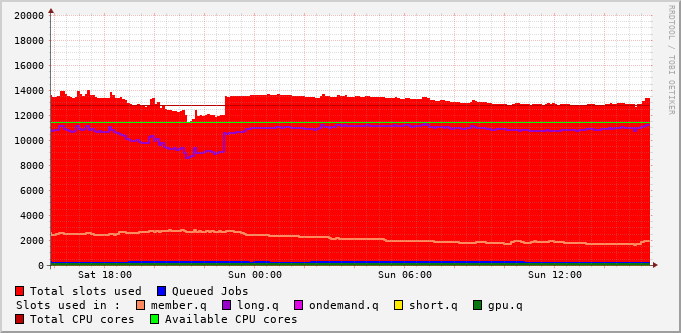 20000
18000
16000
14000
12000
10000
8000
6000
4000
2000
0
Sat 18:00 Sun 00:00 Sun 06:00 Sun 12:00
RRDTOOL / TOBI OETIKER
Total slots used Queued Jobs
Slots used in : member.q long.q ondemand.q short.q gpu.q
Total CPU cores Available CPU cores